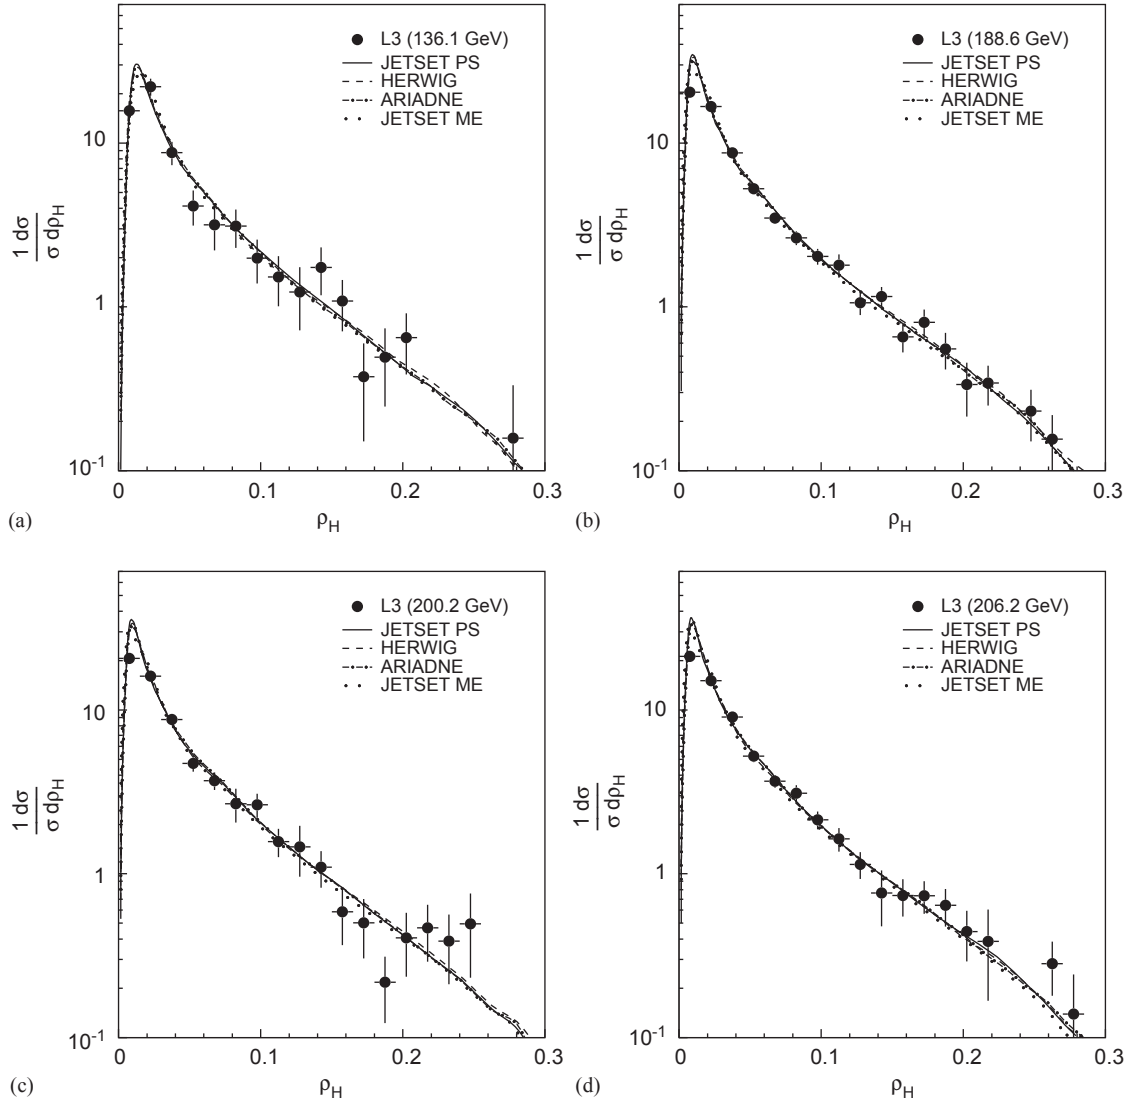 L3 (136.1 GeV)
JETSET PS
HERWIG
ARIADNE
JETSET ME
10
1
10-1
1 dσ
σ dρH
0 0.1 0.2 0.3
ρH
(a)
L3 (188.6 GeV)
JETSET PS
HERWIG
ARIADNE
JETSET ME
10
1
10-1
1 dσ
σ dρH
0 0.1 0.2 0.3
ρH
(b)
L3 (200.2 GeV)
JETSET PS
HERWIG
ARIADNE
JETSET ME
10
1
10-1
1 dσ
σ dρH
0 0.1 0.2 0.3
ρH
(c)
L3 (206.2 GeV)
JETSET PS
HERWIG
ARIADNE
JETSET ME
10
1
10-1
1 dσ
σ dρH
0 0.1 0.2 0.3
ρH
(d)